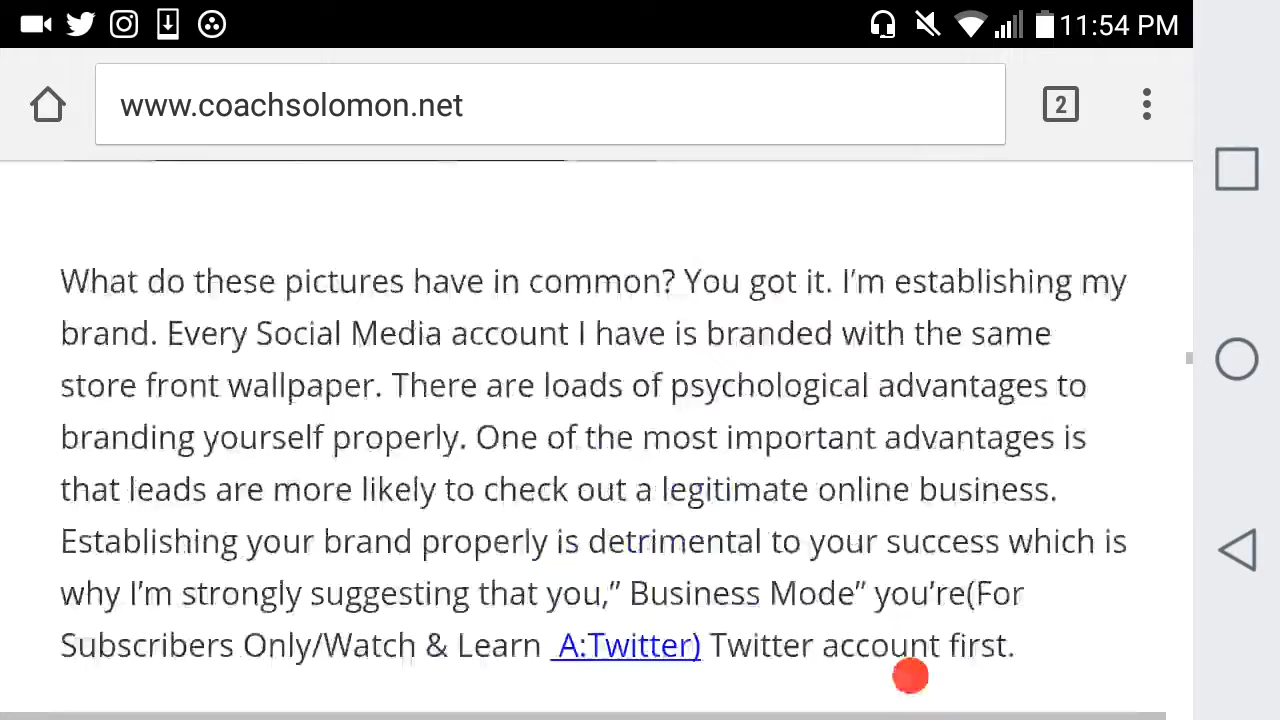 11:54 PM
www.coachsolomon.net
2
What do these pictures have in common? You got it. I’m establishing my
brand. Every Social Media account I have is branded with the same
store front wallpaper. There are loads of psychological advantages to
branding yourself properly. One of the most important advantages is
that leads are more likely to check out a legitimate online business.
Establishing your brand properly is detrimental to your success which is
why I’m strongly suggesting that you,” Business Mode” you’re(For
Subscribers Only/Watch & Learn  A:Twitter) Twitter account first.